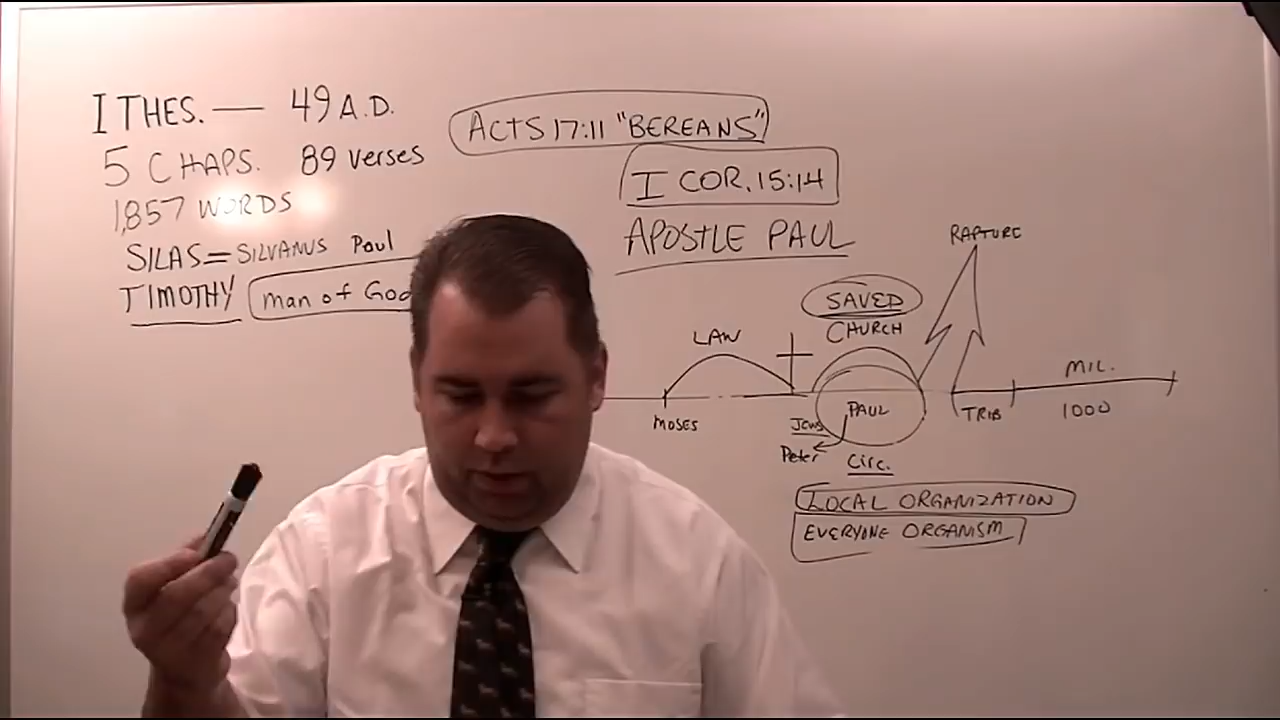 I THES. — 49 A.D.
5 CHAPS. 89 verses
1,857 WORDS
SILAS = SILVANUS Paul
TIMOTHY man of God
ACTS 17:11 "BEREANS"
I COR. 15:14
APOSTLE PAUL
RAPTURE
SAVED
CHURCH
LAW
MIL.
MOSES
Jews
PAUL
TRIB
1000
Peter
Circ.
LOCAL ORGANIZATION
EVERYONE ORGANISM